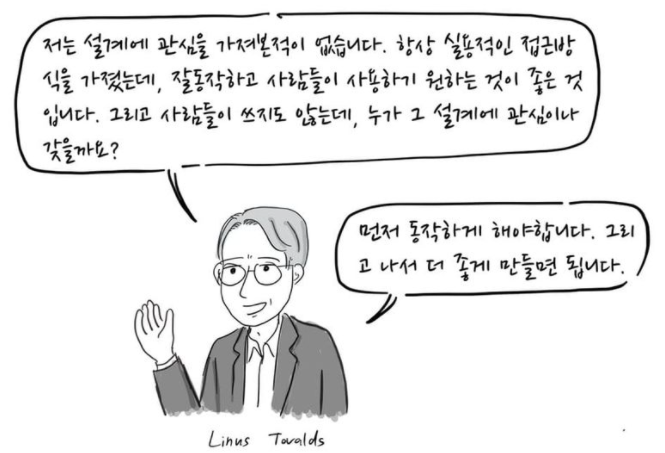 저는 설계에 관심을 가져본적이 없습니다. 항상 실용적인 접근방
식을 가졌는데, 잘동작하고 사람들이 사용하기 원하는 것이 좋은 것
입니다. 그리고 사람들이 쓰지도 않는데, 누가 그 설계에 관심이나
갖을까요?
먼저 동작하게 해야합니다. 그리
고 나서 더 좋게 만들면 됩니다.
Linus Tovalds